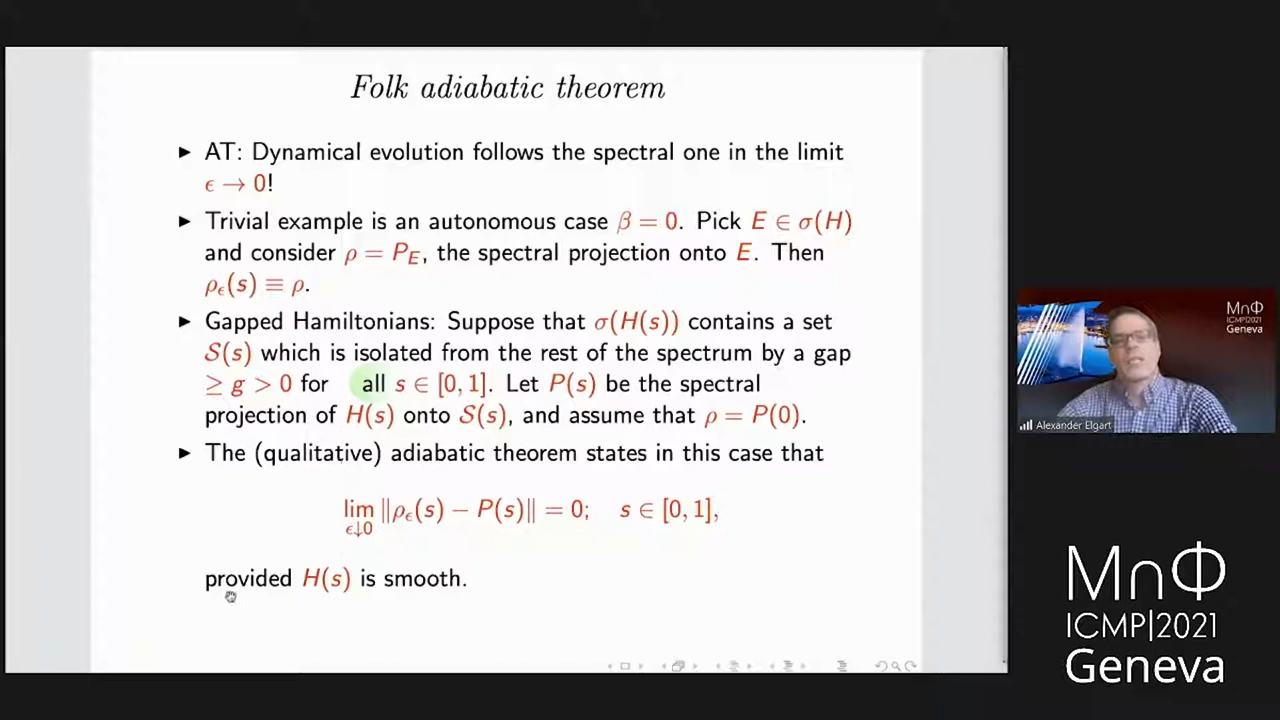 Folk adiabatic theorem
▶ AT: Dynamical evolution follows the spectral one in the limit
ϵ → 0!
▶ Trivial example is an autonomous case β = 0. Pick E ∈ σ(H)
and consider ρ = P_E, the spectral projection onto E. Then
ρ_ϵ(s) ≡ ρ.
▶ Gapped Hamiltonians: Suppose that σ(H(s)) contains a set
S(s) which is isolated from the rest of the spectrum by a gap
≥ g > 0 for all s ∈ [0, 1]. Let P(s) be the spectral
projection of H(s) onto S(s), and assume that ρ = P(0).
▶ The (qualitative) adiabatic theorem states in this case that
lim_{ϵ↓0} ‖ρ_ϵ(s) − P(s)‖ = 0; s ∈ [0, 1],
provided H(s) is smooth.
MnΦ
ICMP|2021
Geneva
Alexander Elgart
MnΦ
ICMP|2021
Geneva